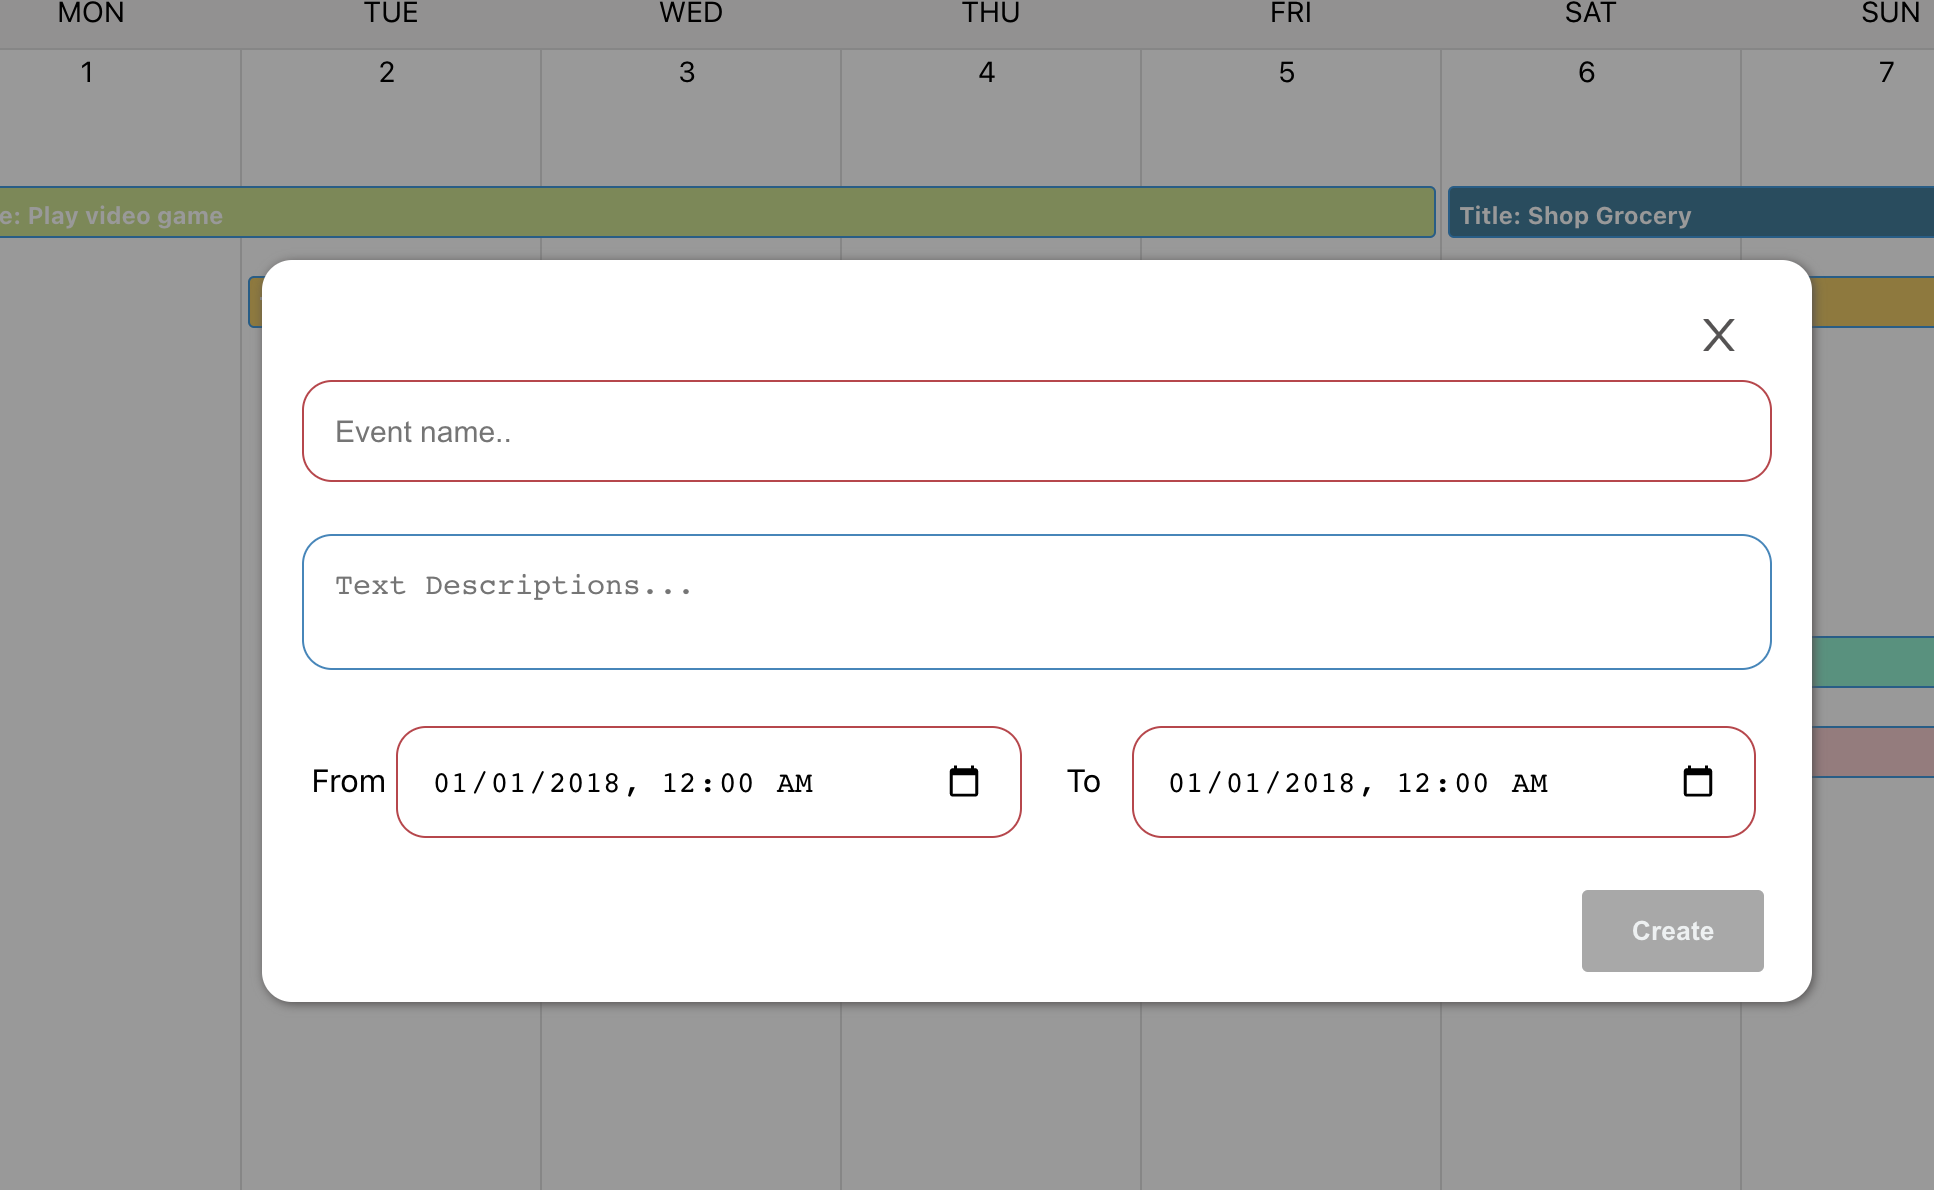 MON TUE WED THU FRI SAT SUN
1 2 3 4 5 6 7
e: Play video game Title: Shop Grocery
X
Event name..
Text Descriptions...
From 01/01/2018, 12:00 AM To 01/01/2018, 12:00 AM
Create